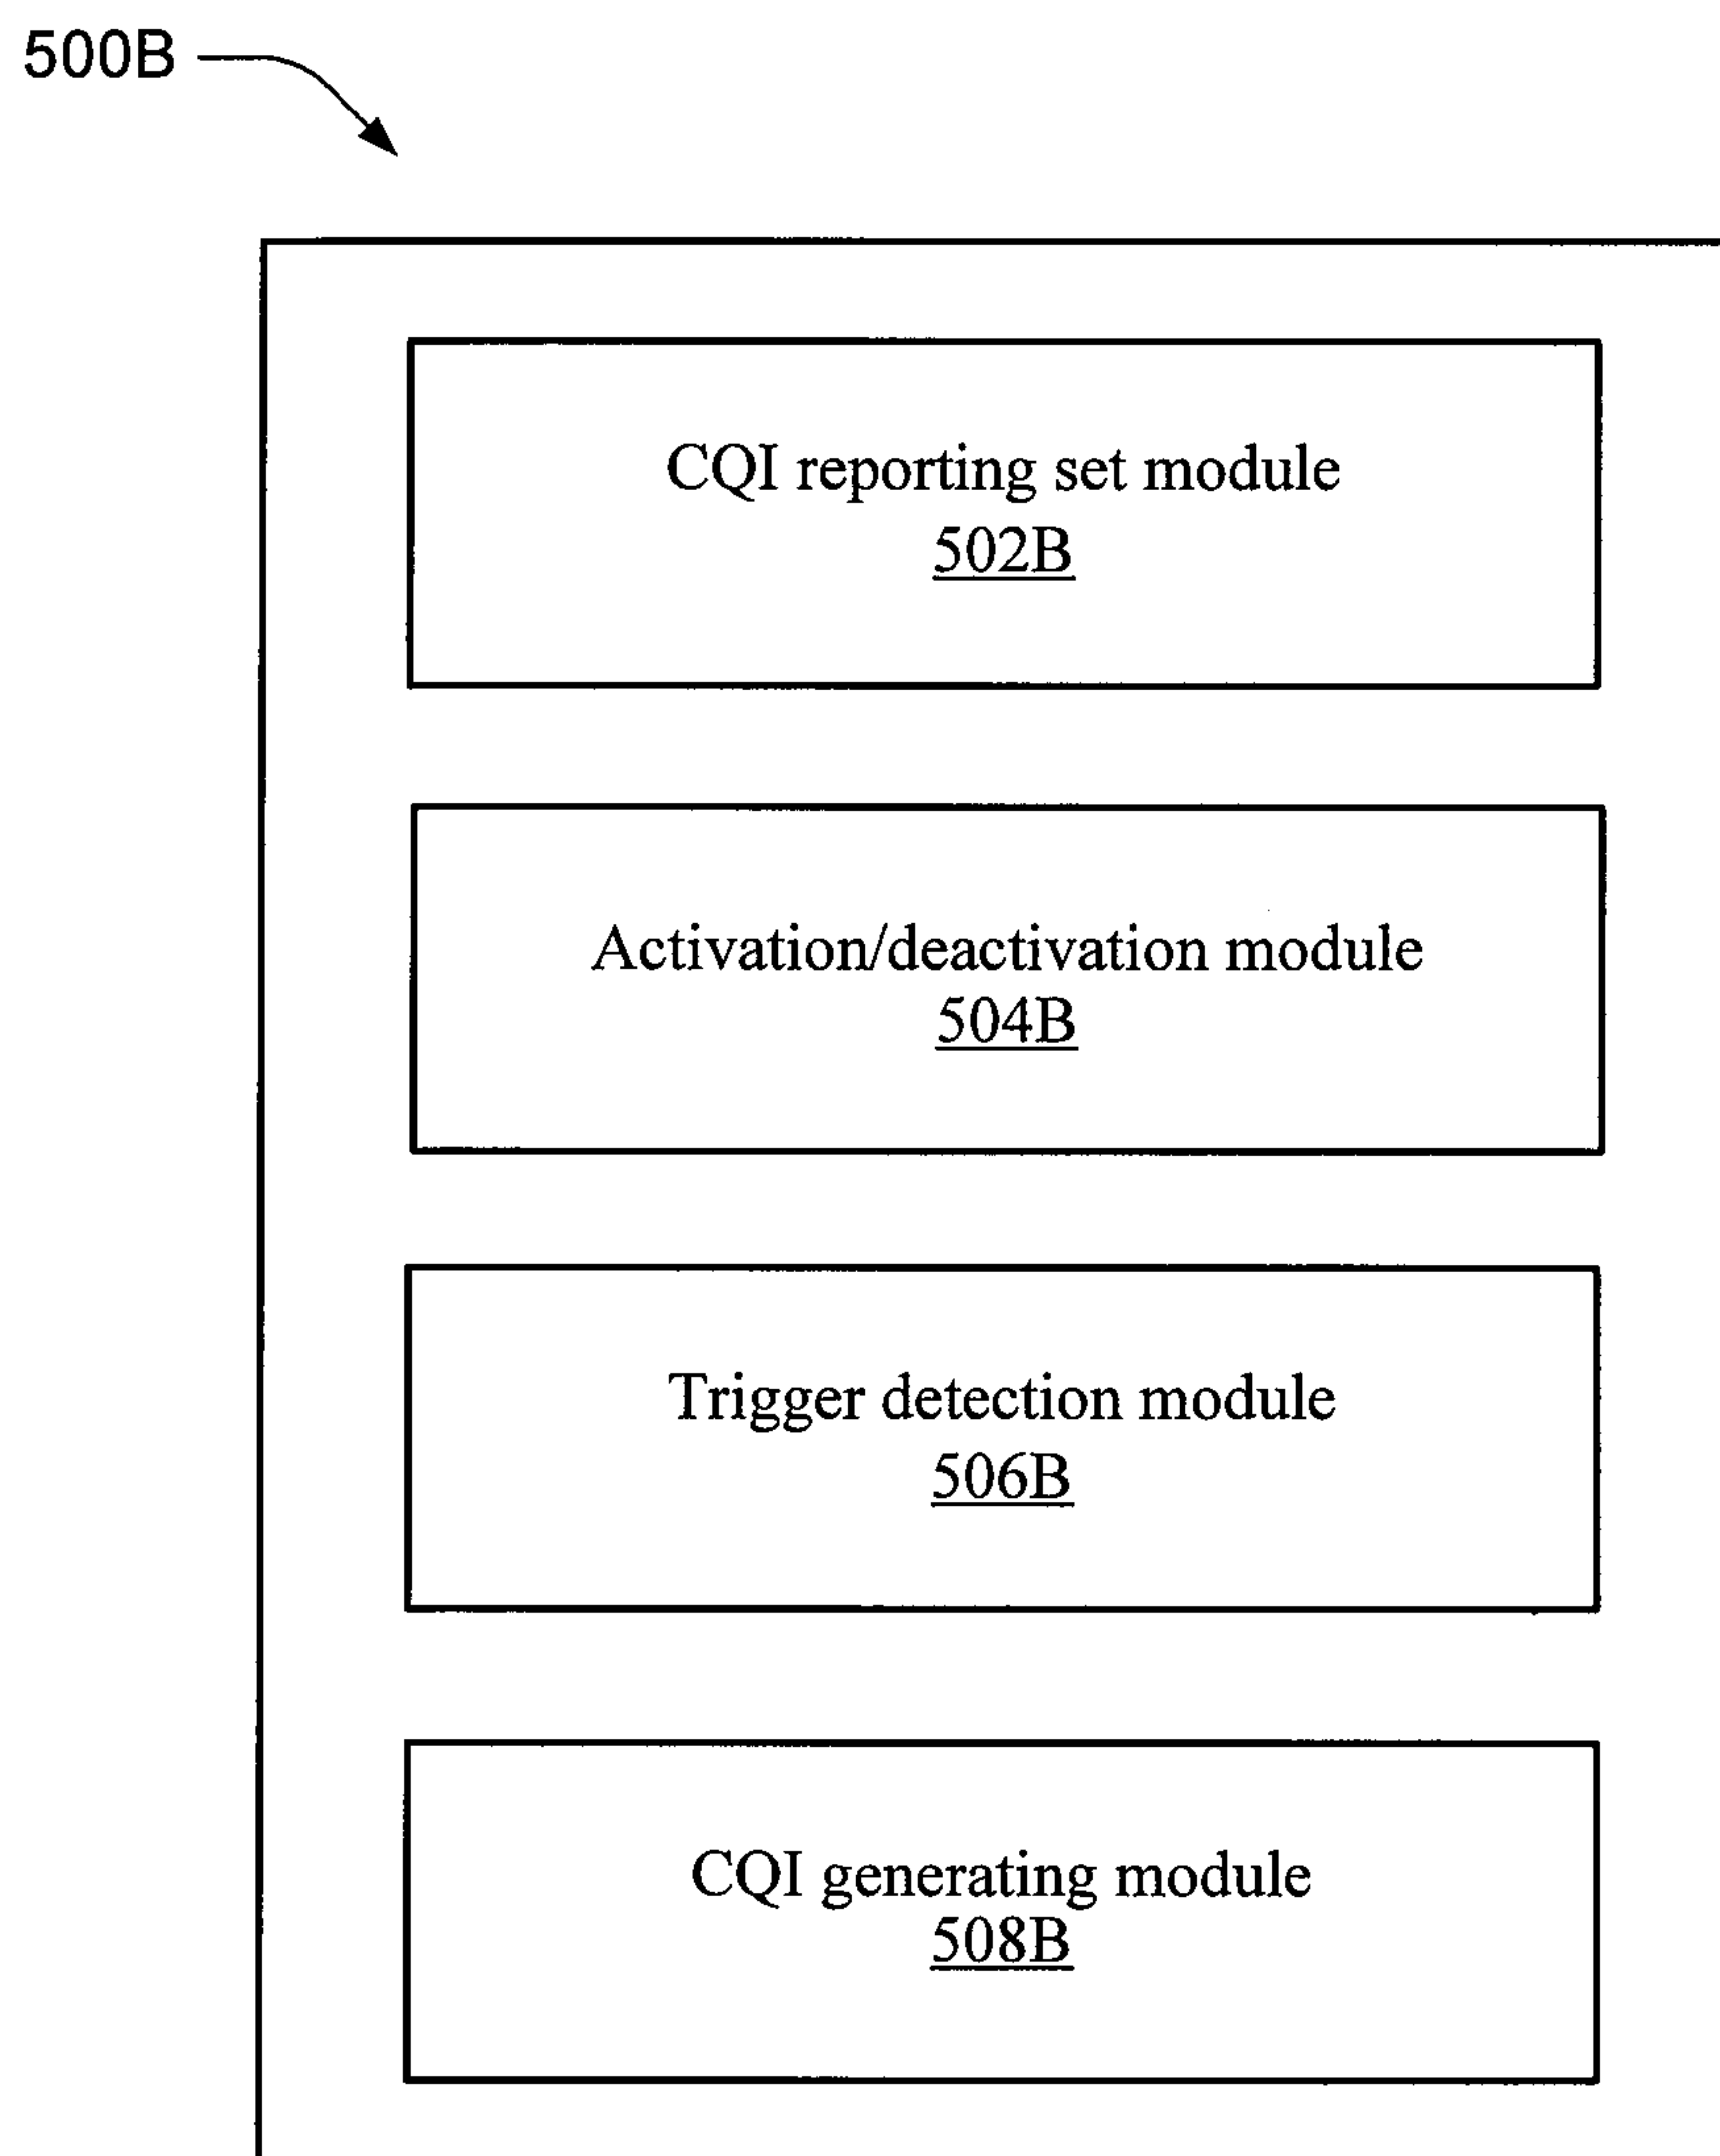 500B
CQI reporting set module
502B
Activation/deactivation module
504B
Trigger detection module
506B
CQI generating module
508B